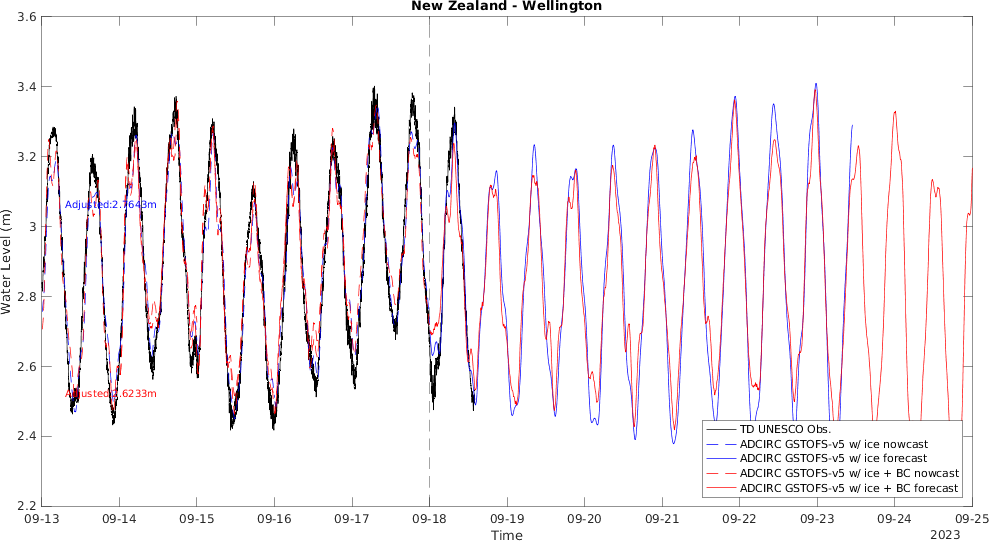 New Zealand - Wellington
3.6
3.4
3.2
3
2.8
2.6
2.4
2.2
Water Level (m)
Adjusted:2.7643m
Adjusted:2.6233m
TD UNESCO Obs.
ADCIRC GSTOFS-v5 w/ ice nowcast
ADCIRC GSTOFS-v5 w/ ice forecast
ADCIRC GSTOFS-v5 w/ ice + BC nowcast
ADCIRC GSTOFS-v5 w/ ice + BC forecast
09-13 09-14 09-15 09-16 09-17 09-18 09-19 09-20 09-21 09-22 09-23 09-24 09-25
Time
2023